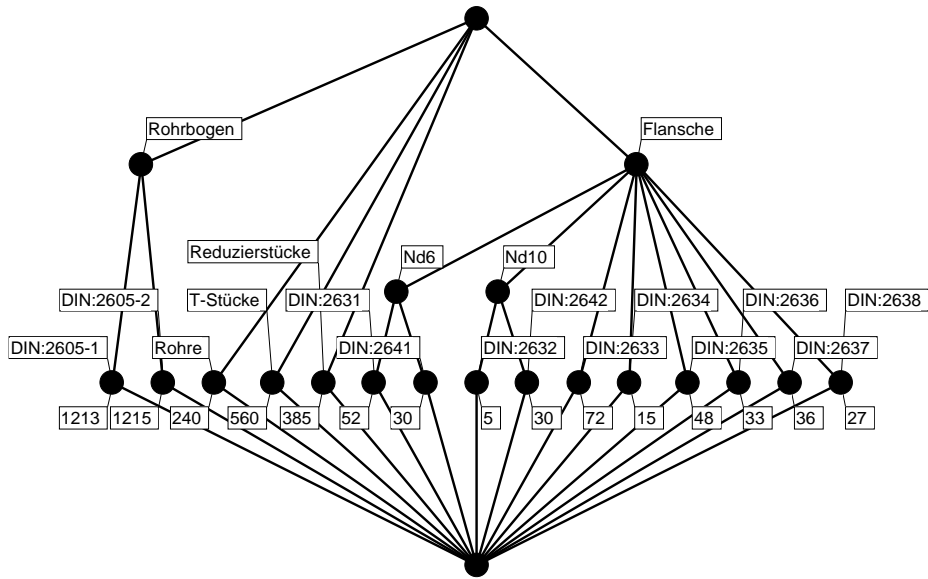 Rohrbogen
Flansche
Reduzierstücke
Nd6
Nd10
DIN:2605-2
T-Stücke
DIN:2631
DIN:2642
DIN:2634
DIN:2636
DIN:2638
DIN:2605-1
Rohre
DIN:2641
DIN:2632
DIN:2633
DIN:2635
DIN:2637
1213
1215
240
560
385
52
30
5
30
72
15
48
33
36
27